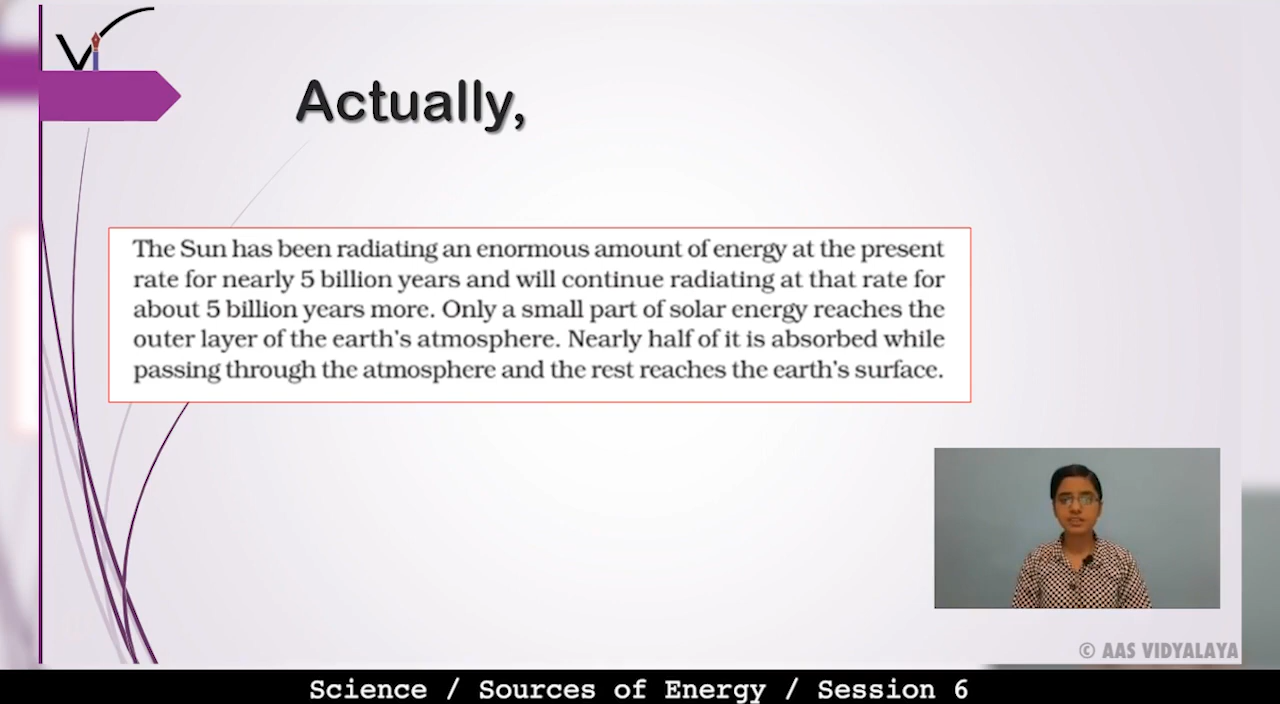 Vi
Actually,
The Sun has been radiating an enormous amount of energy at the present
rate for nearly 5 billion years and will continue radiating at that rate for
about 5 billion years more. Only a small part of solar energy reaches the
outer layer of the earth's atmosphere. Nearly half of it is absorbed while
passing through the atmosphere and the rest reaches the earth's surface.
© AAS VIDYALAYA
Science / Sources of Energy / Session 6